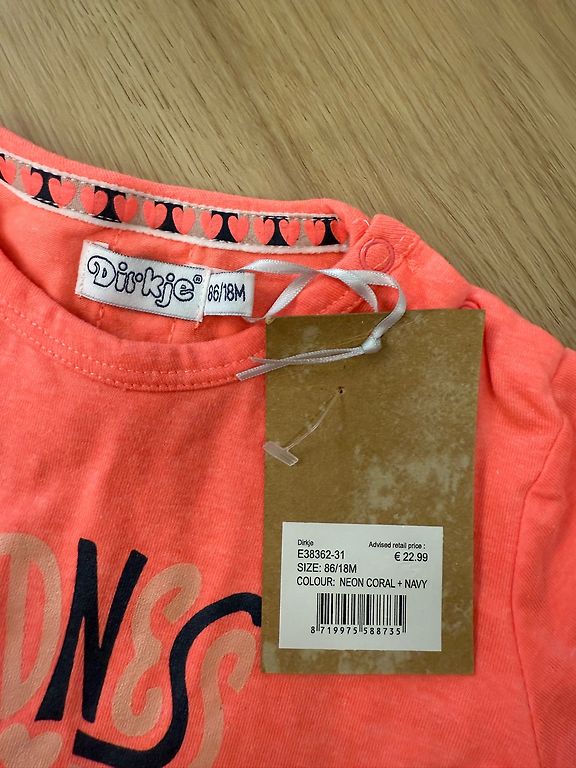 Dirkje®
86/18M
Dirkje
Advised retail price :
E38362-31
€ 22.99
SIZE: 86/18M
COLOUR: NEON CORAL + NAVY
8 719975 588735
DNESS